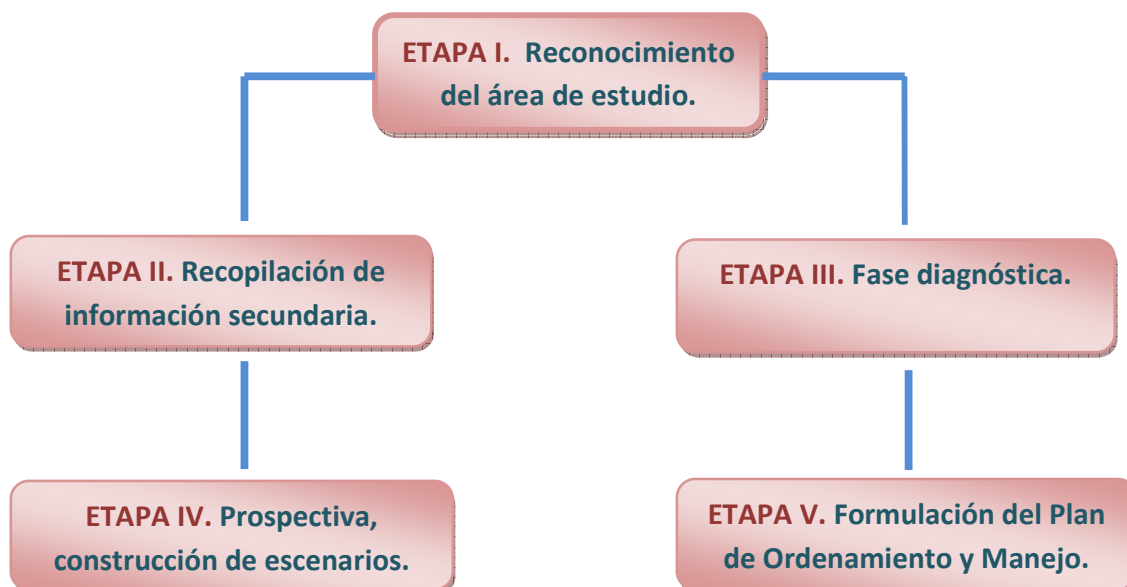 ETAPA I. Reconocimiento
del área de estudio.
ETAPA II. Recopilación de
información secundaria.
ETAPA III. Fase diagnóstica.
ETAPA IV. Prospectiva,
construcción de escenarios.
ETAPA V. Formulación del Plan
de Ordenamiento y Manejo.